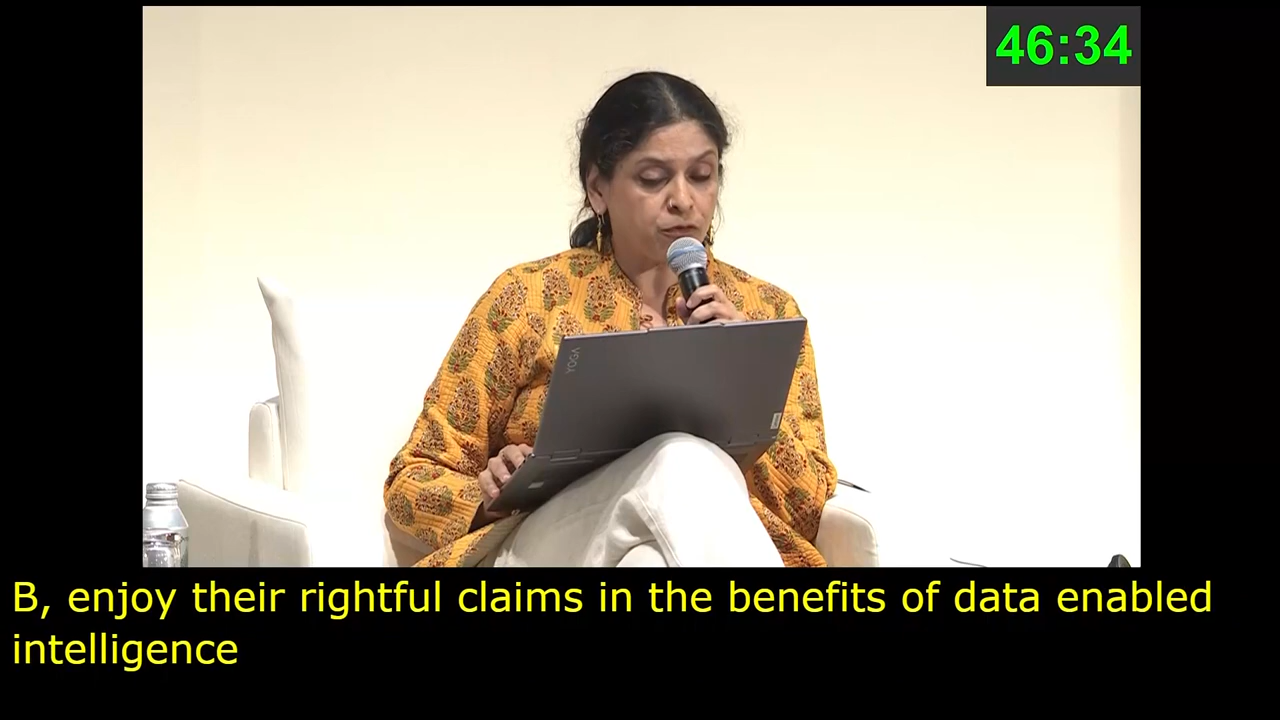 46:34
YOGA
B, enjoy their rightful claims in the benefits of data enabled
intelligence